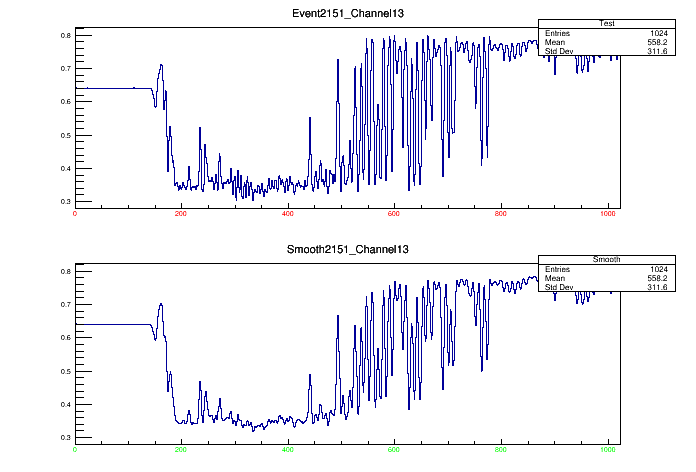 Event2151_Channel13
Test
Entries 1024
Mean 558.2
Std Dev 311.6
0.8
0.7
0.6
0.5
0.4
0.3
0 200 400 600 800 1000
Smooth2151_Channel13
Smooth
Entries 1024
Mean 558.2
Std Dev 311.6
0.8
0.7
0.6
0.5
0.4
0.3
0 200 400 600 800 1000